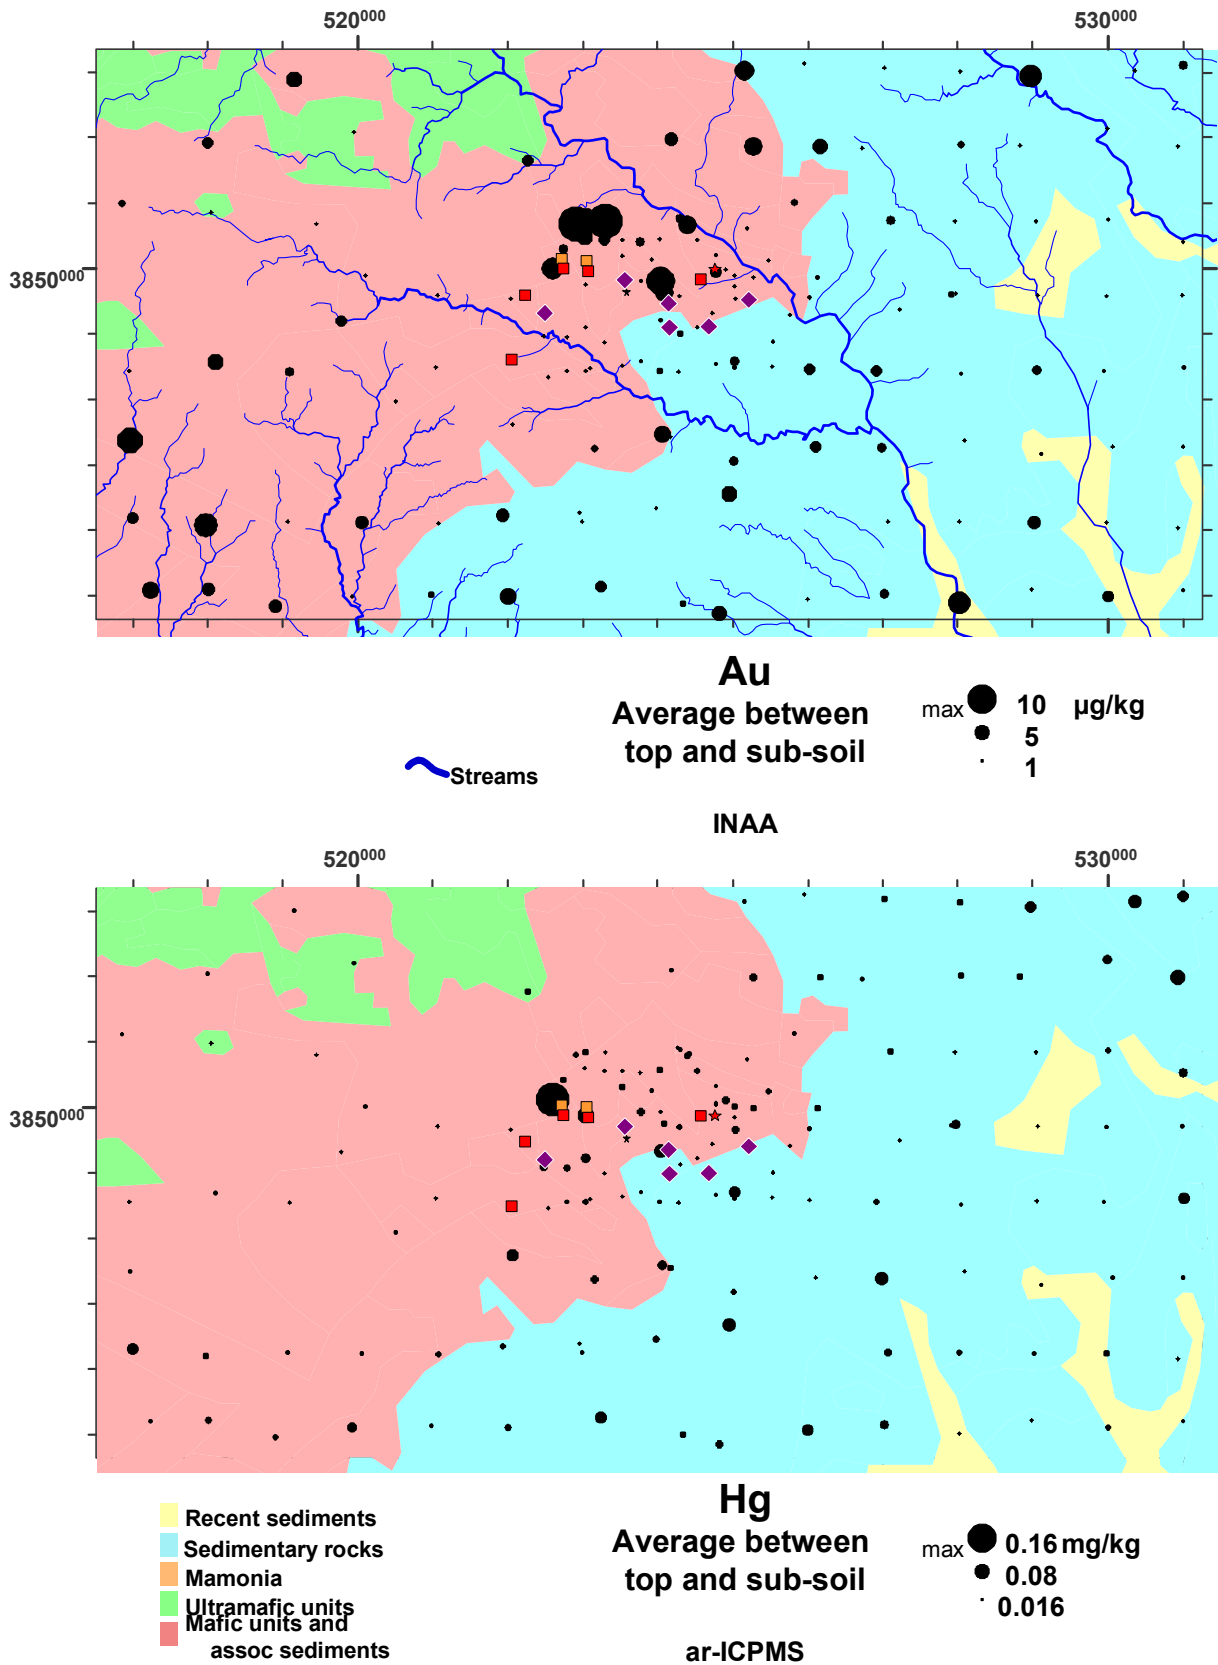 520000 530000
3850000
Au
Average between
top and sub-soil
max 10 µg/kg
5
1
Streams
INAA
520000 530000
3850000
Hg
Average between
top and sub-soil
max 0.16 mg/kg
0.08
0.016
Recent sediments
Sedimentary rocks
Mamonia
Ultramafic units
Mafic units and
assoc sediments
ar-ICPMS